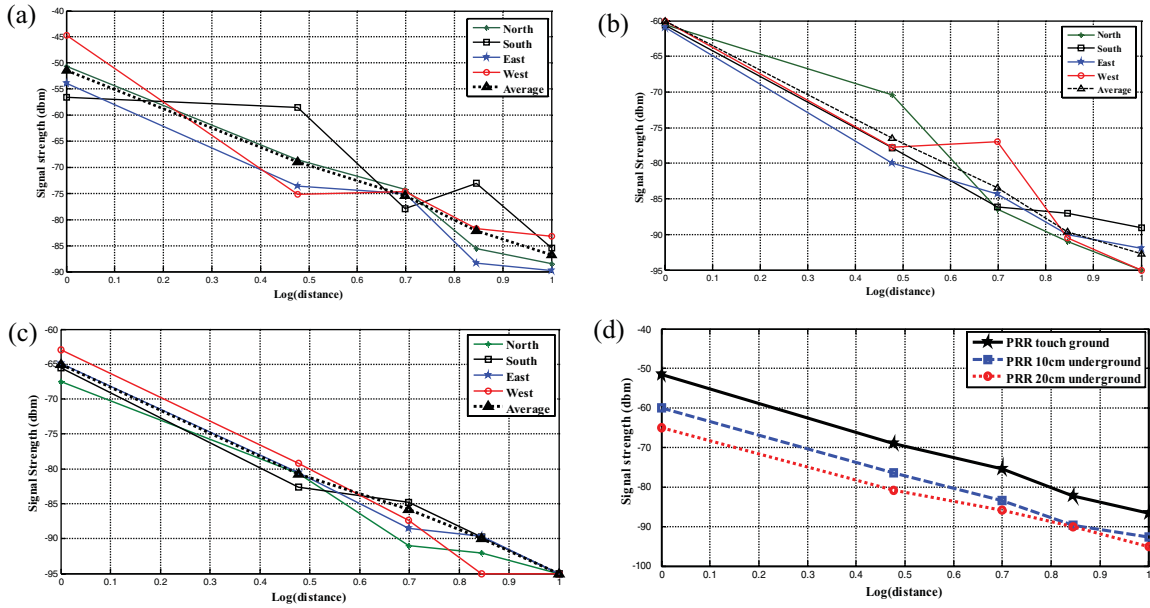 (a)
-40
-45
-50
-55
-60
-65
-70
-75
-80
-85
-90
Signal strength (dbm)
0 0.1 0.2 0.3 0.4 0.5 0.6 0.7 0.8 0.9 1
Log(distance)
North
South
East
West
Average
(b)
-60
-65
-70
-75
-80
-85
-90
-95
Signal Strength (dbm)
0 0.1 0.2 0.3 0.4 0.5 0.6 0.7 0.8 0.9 1
Log(distance)
North
South
East
West
Average
(c)
-60
-65
-70
-75
-80
-85
-90
-95
Signal Strength (dbm)
0 0.1 0.2 0.3 0.4 0.5 0.6 0.7 0.8 0.9 1
Log(distance)
North
South
East
West
Average
(d)
-40
-50
-60
-70
-80
-90
-100
Signal strength (dbm)
0 0.1 0.2 0.3 0.4 0.5 0.6 0.7 0.8 0.9 1
Log(distance)
PRR touch ground
PRR 10cm underground
PRR 20cm underground